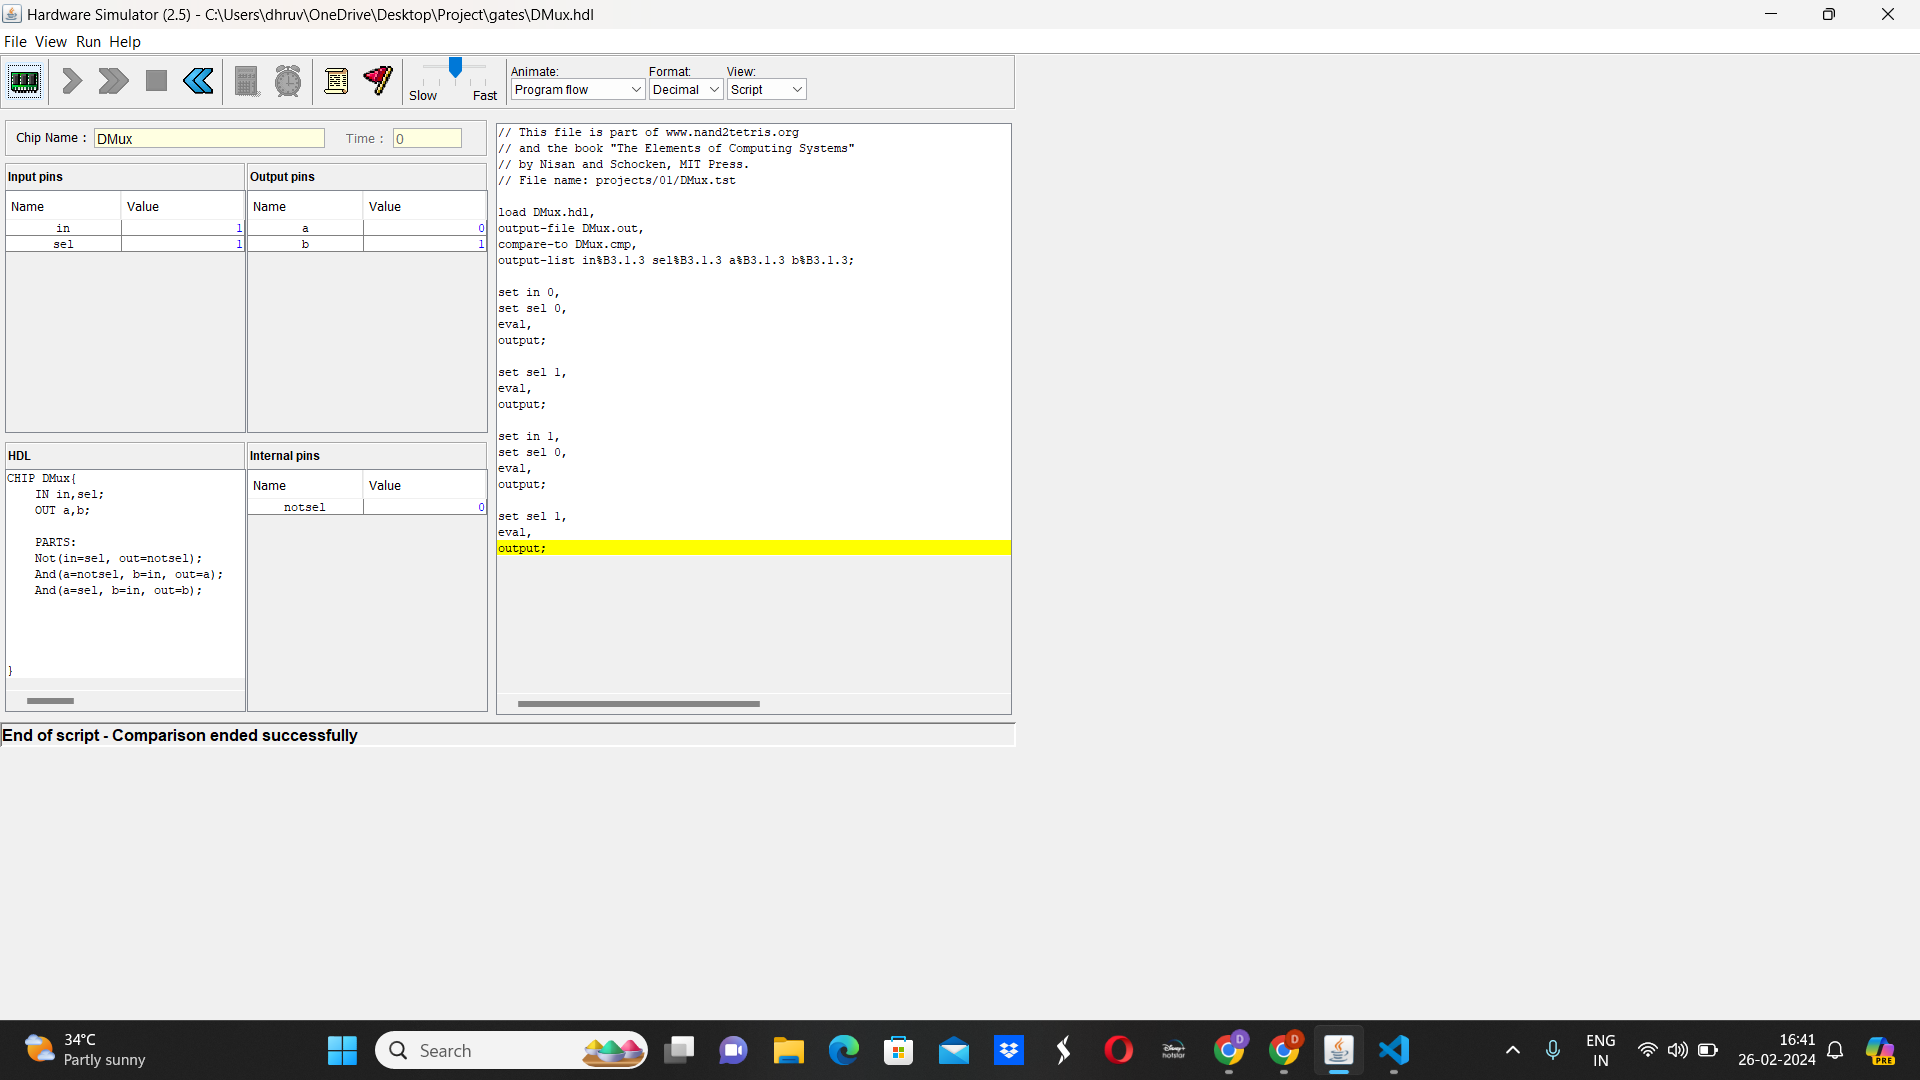 Hardware Simulator (2.5) - C:\Users\dhruv\OneDrive\Desktop\Project\gates\DMux.hdl
File View Run Help
Slow Fast
Animate: Format: View:
Program flow Decimal Script
Chip Name : DMux Time : 0
Input pins
Name Value
in 1
sel 1
Output pins
Name Value
a 0
b 1
HDL
CHIP DMux{
IN in,sel;
OUT a,b;
PARTS:
Not(in=sel, out=notsel);
And(a=notsel, b=in, out=a);
And(a=sel, b=in, out=b);
}
Internal pins
Name Value
notsel 0
// This file is part of www.nand2tetris.org
// and the book "The Elements of Computing Systems"
// by Nisan and Schocken, MIT Press.
// File name: projects/01/DMux.tst
load DMux.hdl,
output-file DMux.out,
compare-to DMux.cmp,
output-list in%B3.1.3 sel%B3.1.3 a%B3.1.3 b%B3.1.3;
set in 0,
set sel 0,
eval,
output;
set sel 1,
eval,
output;
set in 1,
set sel 0,
eval,
output;
set sel 1,
eval,
output;
End of script - Comparison ended successfully
34°C
Partly sunny
Search
Disney+
hotstar
D
D
ENG
IN
16:41
26-02-2024
PRE